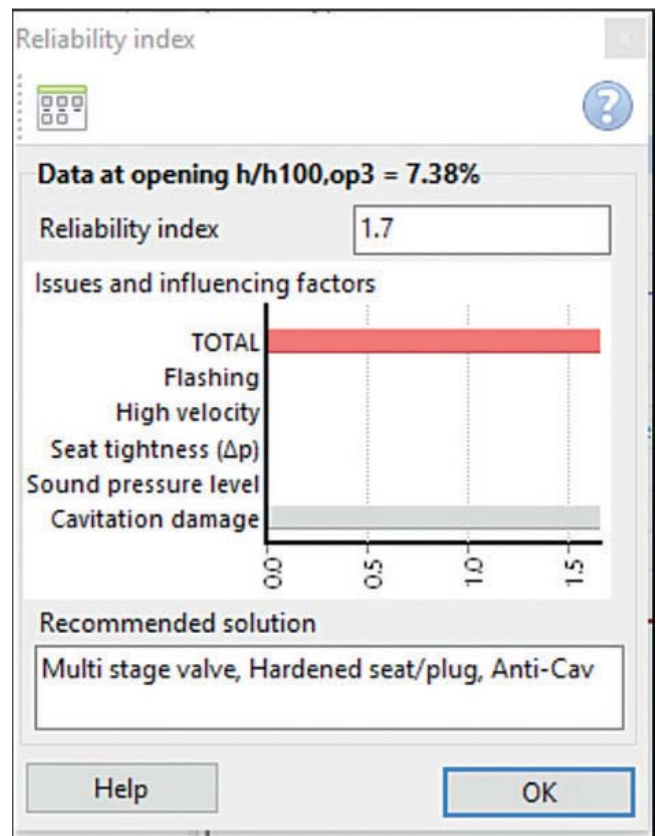 Reliability index
x
?
Data at opening h/h100,op3 = 7.38%
Reliability index 1.7
Issues and influencing factors
TOTAL
Flashing
High velocity
Seat tightness (Δp)
Sound pressure level
Cavitation damage
0.0 0.5 1.0 1.5
Recommended solution
Multi stage valve, Hardened seat/plug, Anti-Cav
Help OK